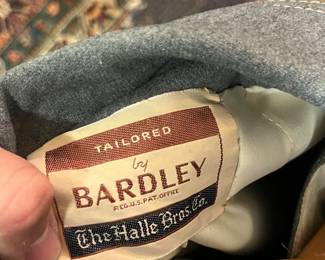 TAILORED
by
BARDLEY
REG.U.S. PAT. OFFICE
The Halle Bros. Co.